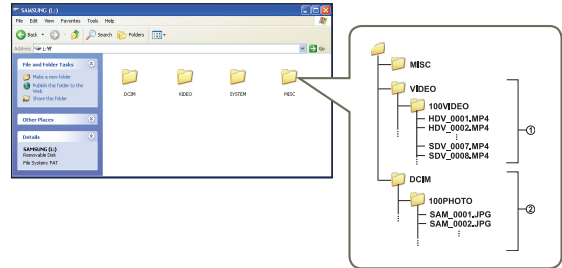 SAMSUNG (L:)
File Edit View Favorites Tools Help
Back Search Folders
Address L:\ Go
File and Folder Tasks
Make a new folder
Publish this folder to the Web
Share this folder
Other Places
Details
SAMSUNG (L:)
Removable Disk
File System: FAT
DCIM VIDEO SYSTEM MISC
MISC
VIDEO
100VIDEO
HDV_0001.MP4
HDV_0002.MP4
SDV_0007.MP4
SDV_0008.MP4
①
DCIM
100PHOTO
SAM_0001.JPG
SAM_0002.JPG
②